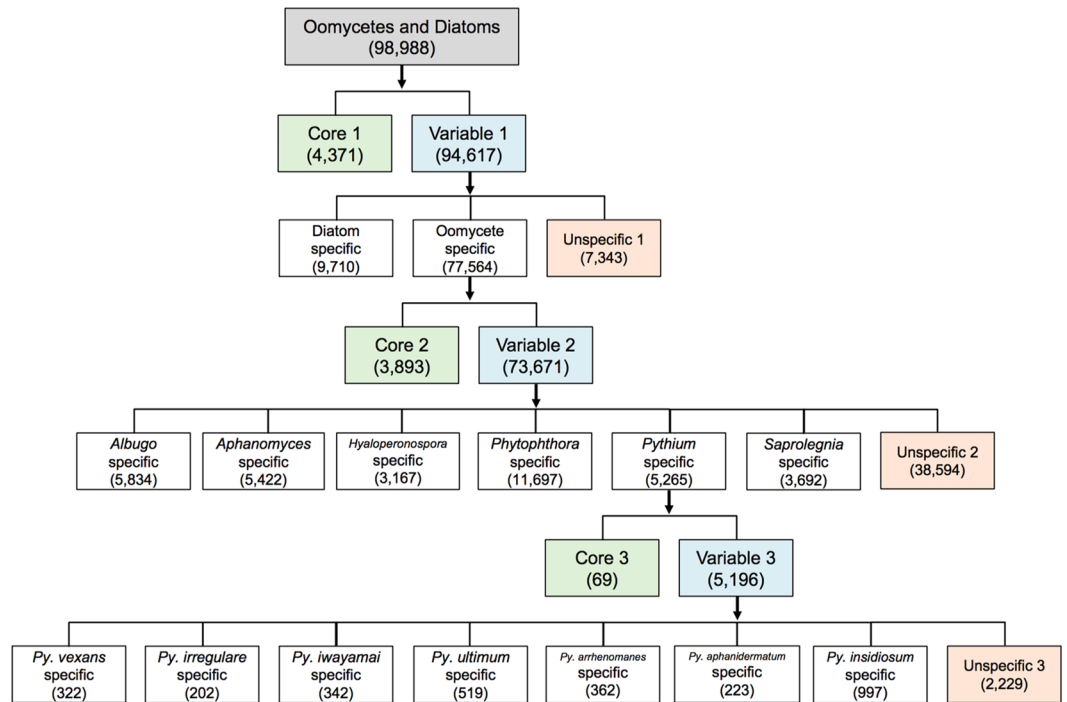 Oomycetes and Diatoms
(98,988)
Core 1
(4,371)
Variable 1
(94,617)
Diatom
specific
(9,710)
Oomycete
specific
(77,564)
Unspecific 1
(7,343)
Core 2
(3,893)
Variable 2
(73,671)
Albugo
specific
(5,834)
Aphanomyces
specific
(5,422)
Hyaloperonospora
specific
(3,167)
Phytophthora
specific
(11,697)
Pythium
specific
(5,265)
Saprolegnia
specific
(3,692)
Unspecific 2
(38,594)
Core 3
(69)
Variable 3
(5,196)
Py. vexans
specific
(322)
Py. irregulare
specific
(202)
Py. iwayamai
specific
(342)
Py. ultimum
specific
(519)
Py. arrhenomanes
specific
(362)
Py. aphanidermatum
specific
(223)
Py. insidiosum
specific
(997)
Unspecific 3
(2,229)